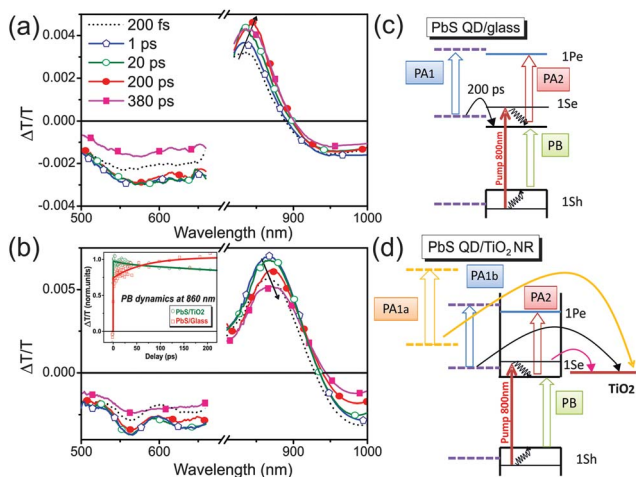 (a)
200 fs
1 ps
20 ps
200 ps
380 ps
0.004
0.002
0.000
-0.002
-0.004
ΔT/T
500
600
900
1000
Wavelength (nm)
(b)
PB dynamics at 860 nm
PbS/TiO2
PbS/Glass
ΔT/T (norm.units)
1.0
0.5
0.0
0
50
100
150
200
Delay (ps)
0.005
0.000
ΔT/T
500
600
900
1000
Wavelength (nm)
(c)
PbS QD/glass
1Pe
PA1
PA2
200 ps
1Se
Pump 800nm
PB
1Sh
(d)
PbS QD/TiO2 NR
PA1b
PA1a
PA2
1Pe
1Se
TiO2
Pump 800nm
PB
1Sh